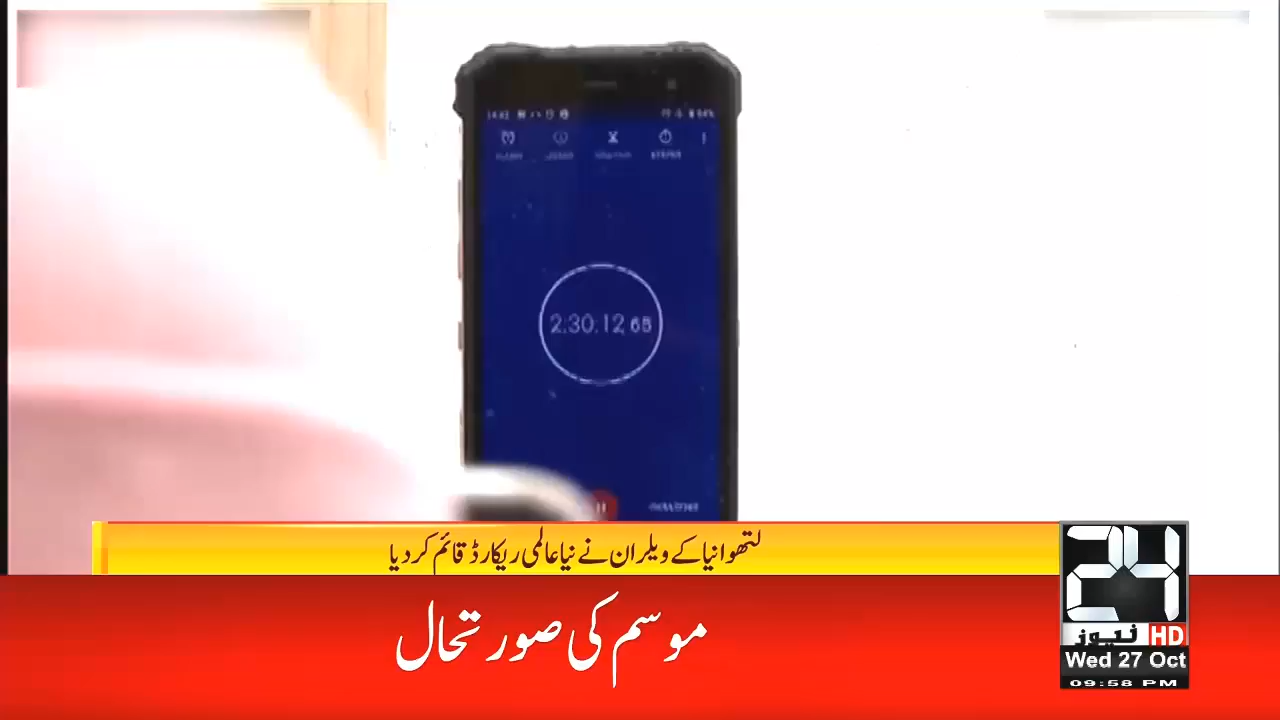 2:30:12 65
لتھوانیا کے ویلران نے نیا عالمی ریکارڈ قائم کر دیا
موسم کی صورتحال
24
نیوز HD
Wed 27 Oct
09:58 PM